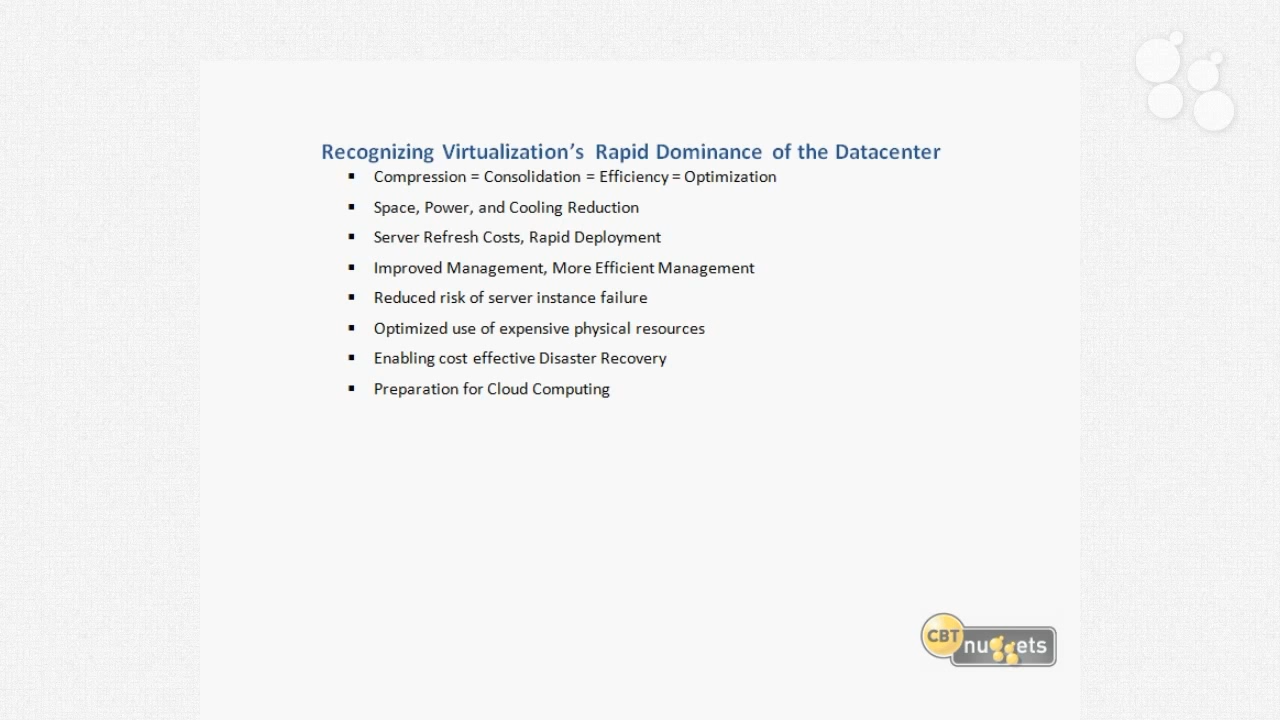 Recognizing Virtualization’s Rapid Dominance of the Datacenter
▪ Compression = Consolidation = Efficiency = Optimization
▪ Space, Power, and Cooling Reduction
▪ Server Refresh Costs, Rapid Deployment
▪ Improved Management, More Efficient Management
▪ Reduced risk of server instance failure
▪ Optimized use of expensive physical resources
▪ Enabling cost effective Disaster Recovery
▪ Preparation for Cloud Computing
CBT nuggets